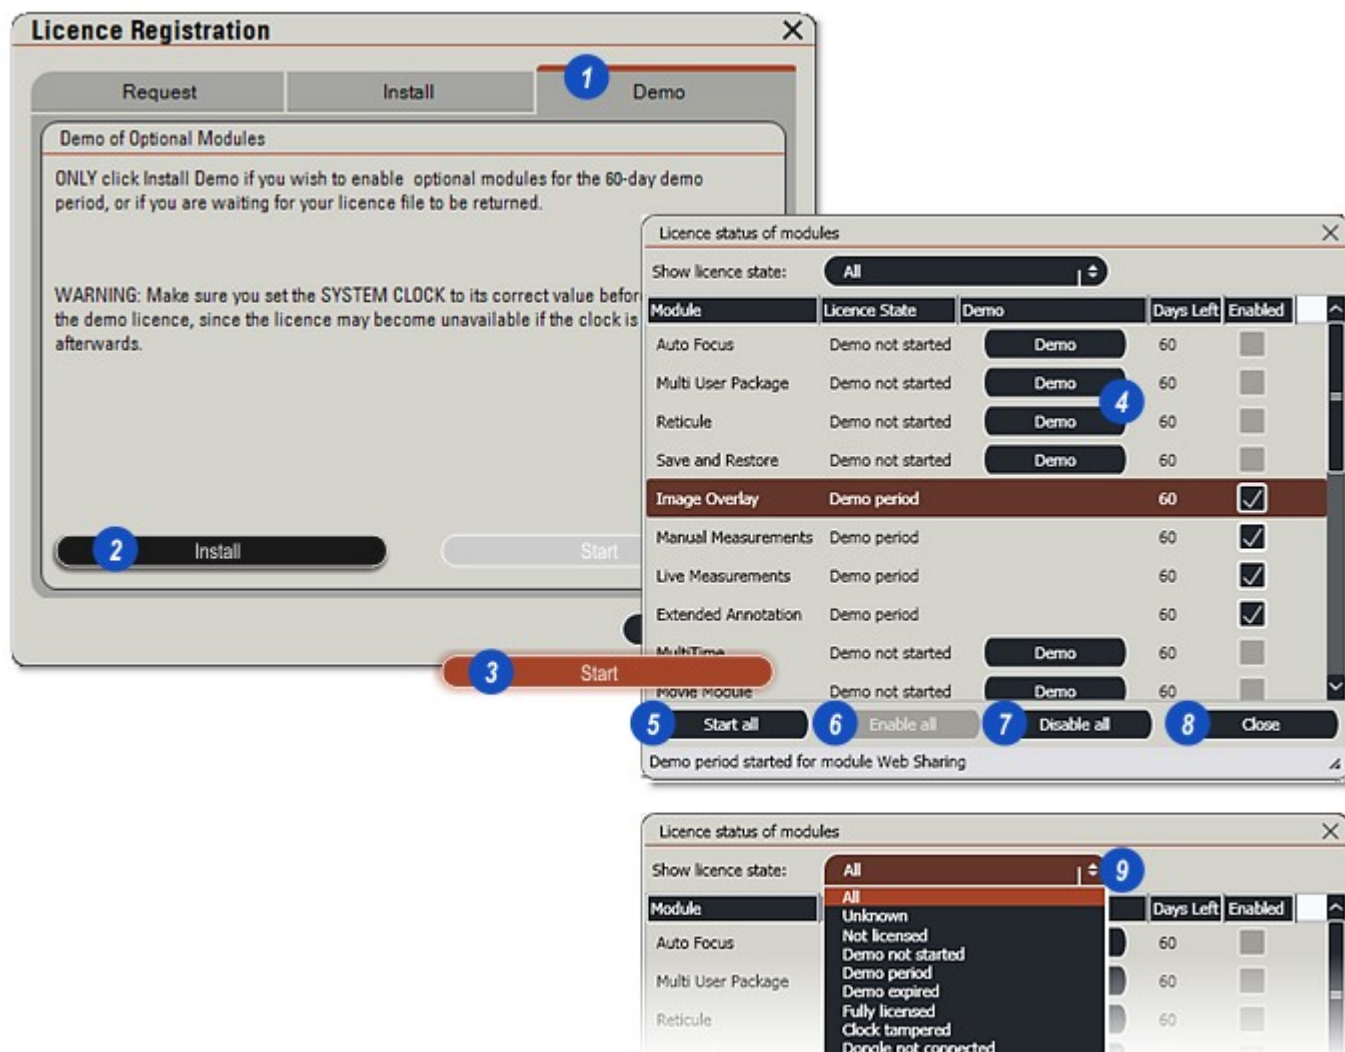 Licence Registration
1
Request Install Demo
Demo of Optional Modules
ONLY click Install Demo if you wish to enable optional modules for the 60-day demo
period, or if you are waiting for your licence file to be returned.
WARNING: Make sure you set the SYSTEM CLOCK to its correct value befor
the demo licence, since the licence may become unavailable if the clock is
afterwards.
2 Install
Start
3 Start
Licence status of modules
Show licence state: All
Module Licence State Demo Days Left Enabled
Auto Focus Demo not started Demo 60
Multi User Package Demo not started Demo 60
4
Reticule Demo not started Demo 60
Save and Restore Demo not started Demo 60
Image Overlay Demo period 60
Manual Measurements Demo period 60
Live Measurements Demo period 60
Extended Annotation Demo period 60
MultiTime Demo not started Demo 60
Movie Module Demo not started Demo 60
5 Start all 6 Enable all 7 Disable all 8 Close
Demo period started for module Web Sharing
Licence status of modules
Show licence state: All 9
Module Days Left Enabled
All
Unknown
Not licensed
Demo not started
Demo period
Demo expired
Fully licensed
Clock tampered
Dongle not connected
Auto Focus 60
Multi User Package 60
Reticule 60